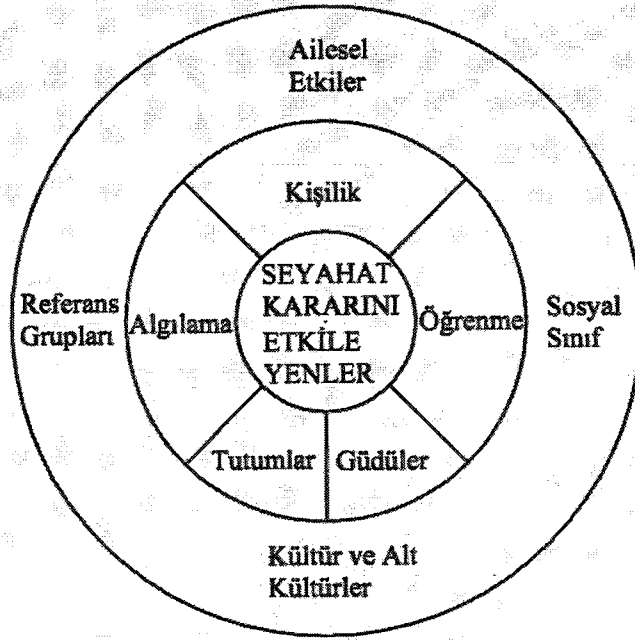 Ailesel
Etkiler
Kişilik
Referans
Grupları
Algılama
SEYAHAT
KARARINI
ETKİLE
YENLER
Öğrenme
Sosyal
Sınıf
Tutumlar
Güdüler
Kültür ve Alt
Kültürler